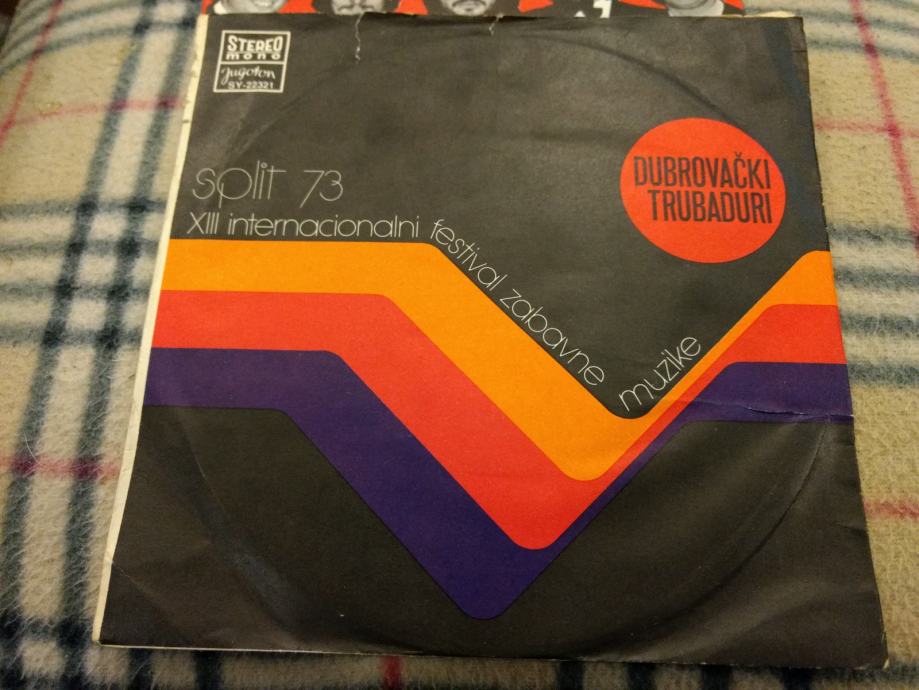 STEREO
mono
Jugoton
SY-22321
split 73
XIII internacionalni festival zabavne muzike
DUBROVAČKI
TRUBADURI